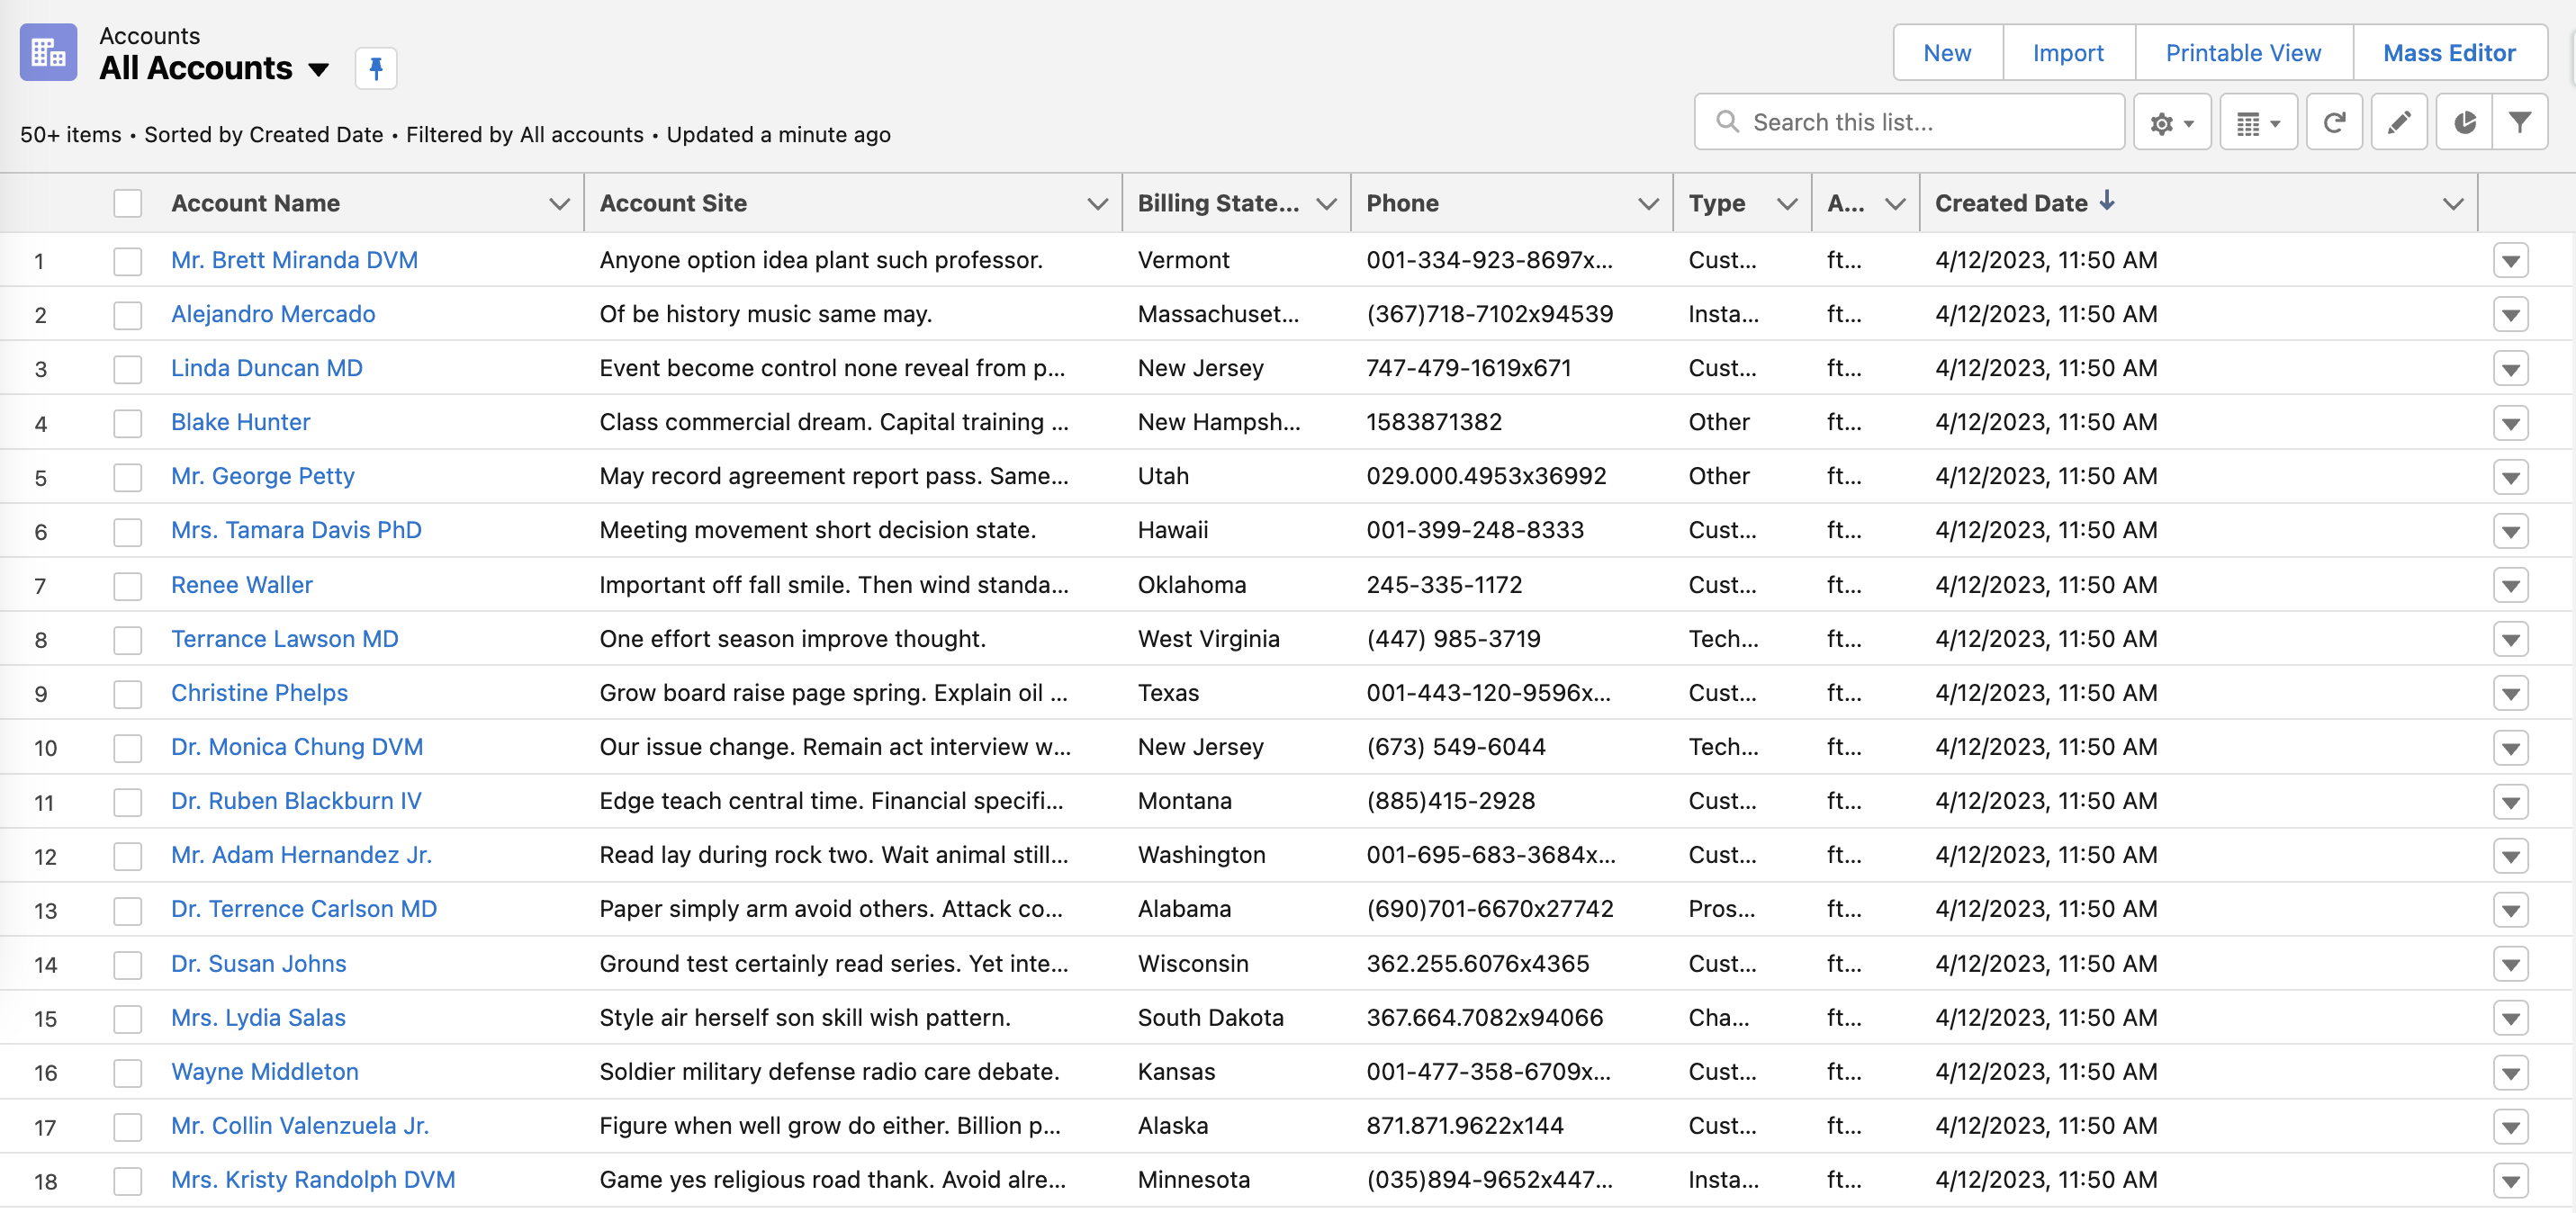 Accounts
All Accounts
New Import Printable View Mass Editor
50+ items • Sorted by Created Date • Filtered by All accounts • Updated a minute ago
Search this list...
Account Name Account Site Billing State... Phone Type A... Created Date
1 Mr. Brett Miranda DVM Anyone option idea plant such professor. Vermont 001-334-923-8697x... Cust... ft... 4/12/2023, 11:50 AM
2 Alejandro Mercado Of be history music same may. Massachuset... (367)718-7102x94539 Insta... ft... 4/12/2023, 11:50 AM
3 Linda Duncan MD Event become control none reveal from p... New Jersey 747-479-1619x671 Cust... ft... 4/12/2023, 11:50 AM
4 Blake Hunter Class commercial dream. Capital training ... New Hampsh... 1583871382 Other ft... 4/12/2023, 11:50 AM
5 Mr. George Petty May record agreement report pass. Same... Utah 029.000.4953x36992 Other ft... 4/12/2023, 11:50 AM
6 Mrs. Tamara Davis PhD Meeting movement short decision state. Hawaii 001-399-248-8333 Cust... ft... 4/12/2023, 11:50 AM
7 Renee Waller Important off fall smile. Then wind standa... Oklahoma 245-335-1172 Cust... ft... 4/12/2023, 11:50 AM
8 Terrance Lawson MD One effort season improve thought. West Virginia (447) 985-3719 Tech... ft... 4/12/2023, 11:50 AM
9 Christine Phelps Grow board raise page spring. Explain oil ... Texas 001-443-120-9596x... Cust... ft... 4/12/2023, 11:50 AM
10 Dr. Monica Chung DVM Our issue change. Remain act interview w... New Jersey (673) 549-6044 Tech... ft... 4/12/2023, 11:50 AM
11 Dr. Ruben Blackburn IV Edge teach central time. Financial specifi... Montana (885)415-2928 Cust... ft... 4/12/2023, 11:50 AM
12 Mr. Adam Hernandez Jr. Read lay during rock two. Wait animal still... Washington 001-695-683-3684x... Cust... ft... 4/12/2023, 11:50 AM
13 Dr. Terrence Carlson MD Paper simply arm avoid others. Attack co... Alabama (690)701-6670x27742 Pros... ft... 4/12/2023, 11:50 AM
14 Dr. Susan Johns Ground test certainly read series. Yet inte... Wisconsin 362.255.6076x4365 Cust... ft... 4/12/2023, 11:50 AM
15 Mrs. Lydia Salas Style air herself son skill wish pattern. South Dakota 367.664.7082x94066 Cha... ft... 4/12/2023, 11:50 AM
16 Wayne Middleton Soldier military defense radio care debate. Kansas 001-477-358-6709x... Cust... ft... 4/12/2023, 11:50 AM
17 Mr. Collin Valenzuela Jr. Figure when well grow do either. Billion p... Alaska 871.871.9622x144 Cust... ft... 4/12/2023, 11:50 AM
18 Mrs. Kristy Randolph DVM Game yes religious road thank. Avoid alre... Minnesota (035)894-9652x447... Insta... ft... 4/12/2023, 11:50 AM